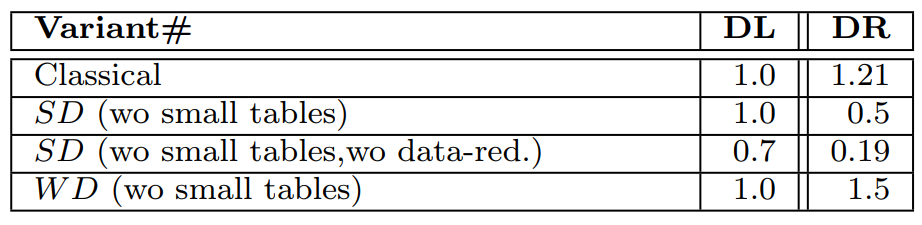 Variant# DL DR
Classical 1.0 1.21
SD (wo small tables) 1.0 0.5
SD (wo small tables,wo data-red.) 0.7 0.19
WD (wo small tables) 1.0 1.5